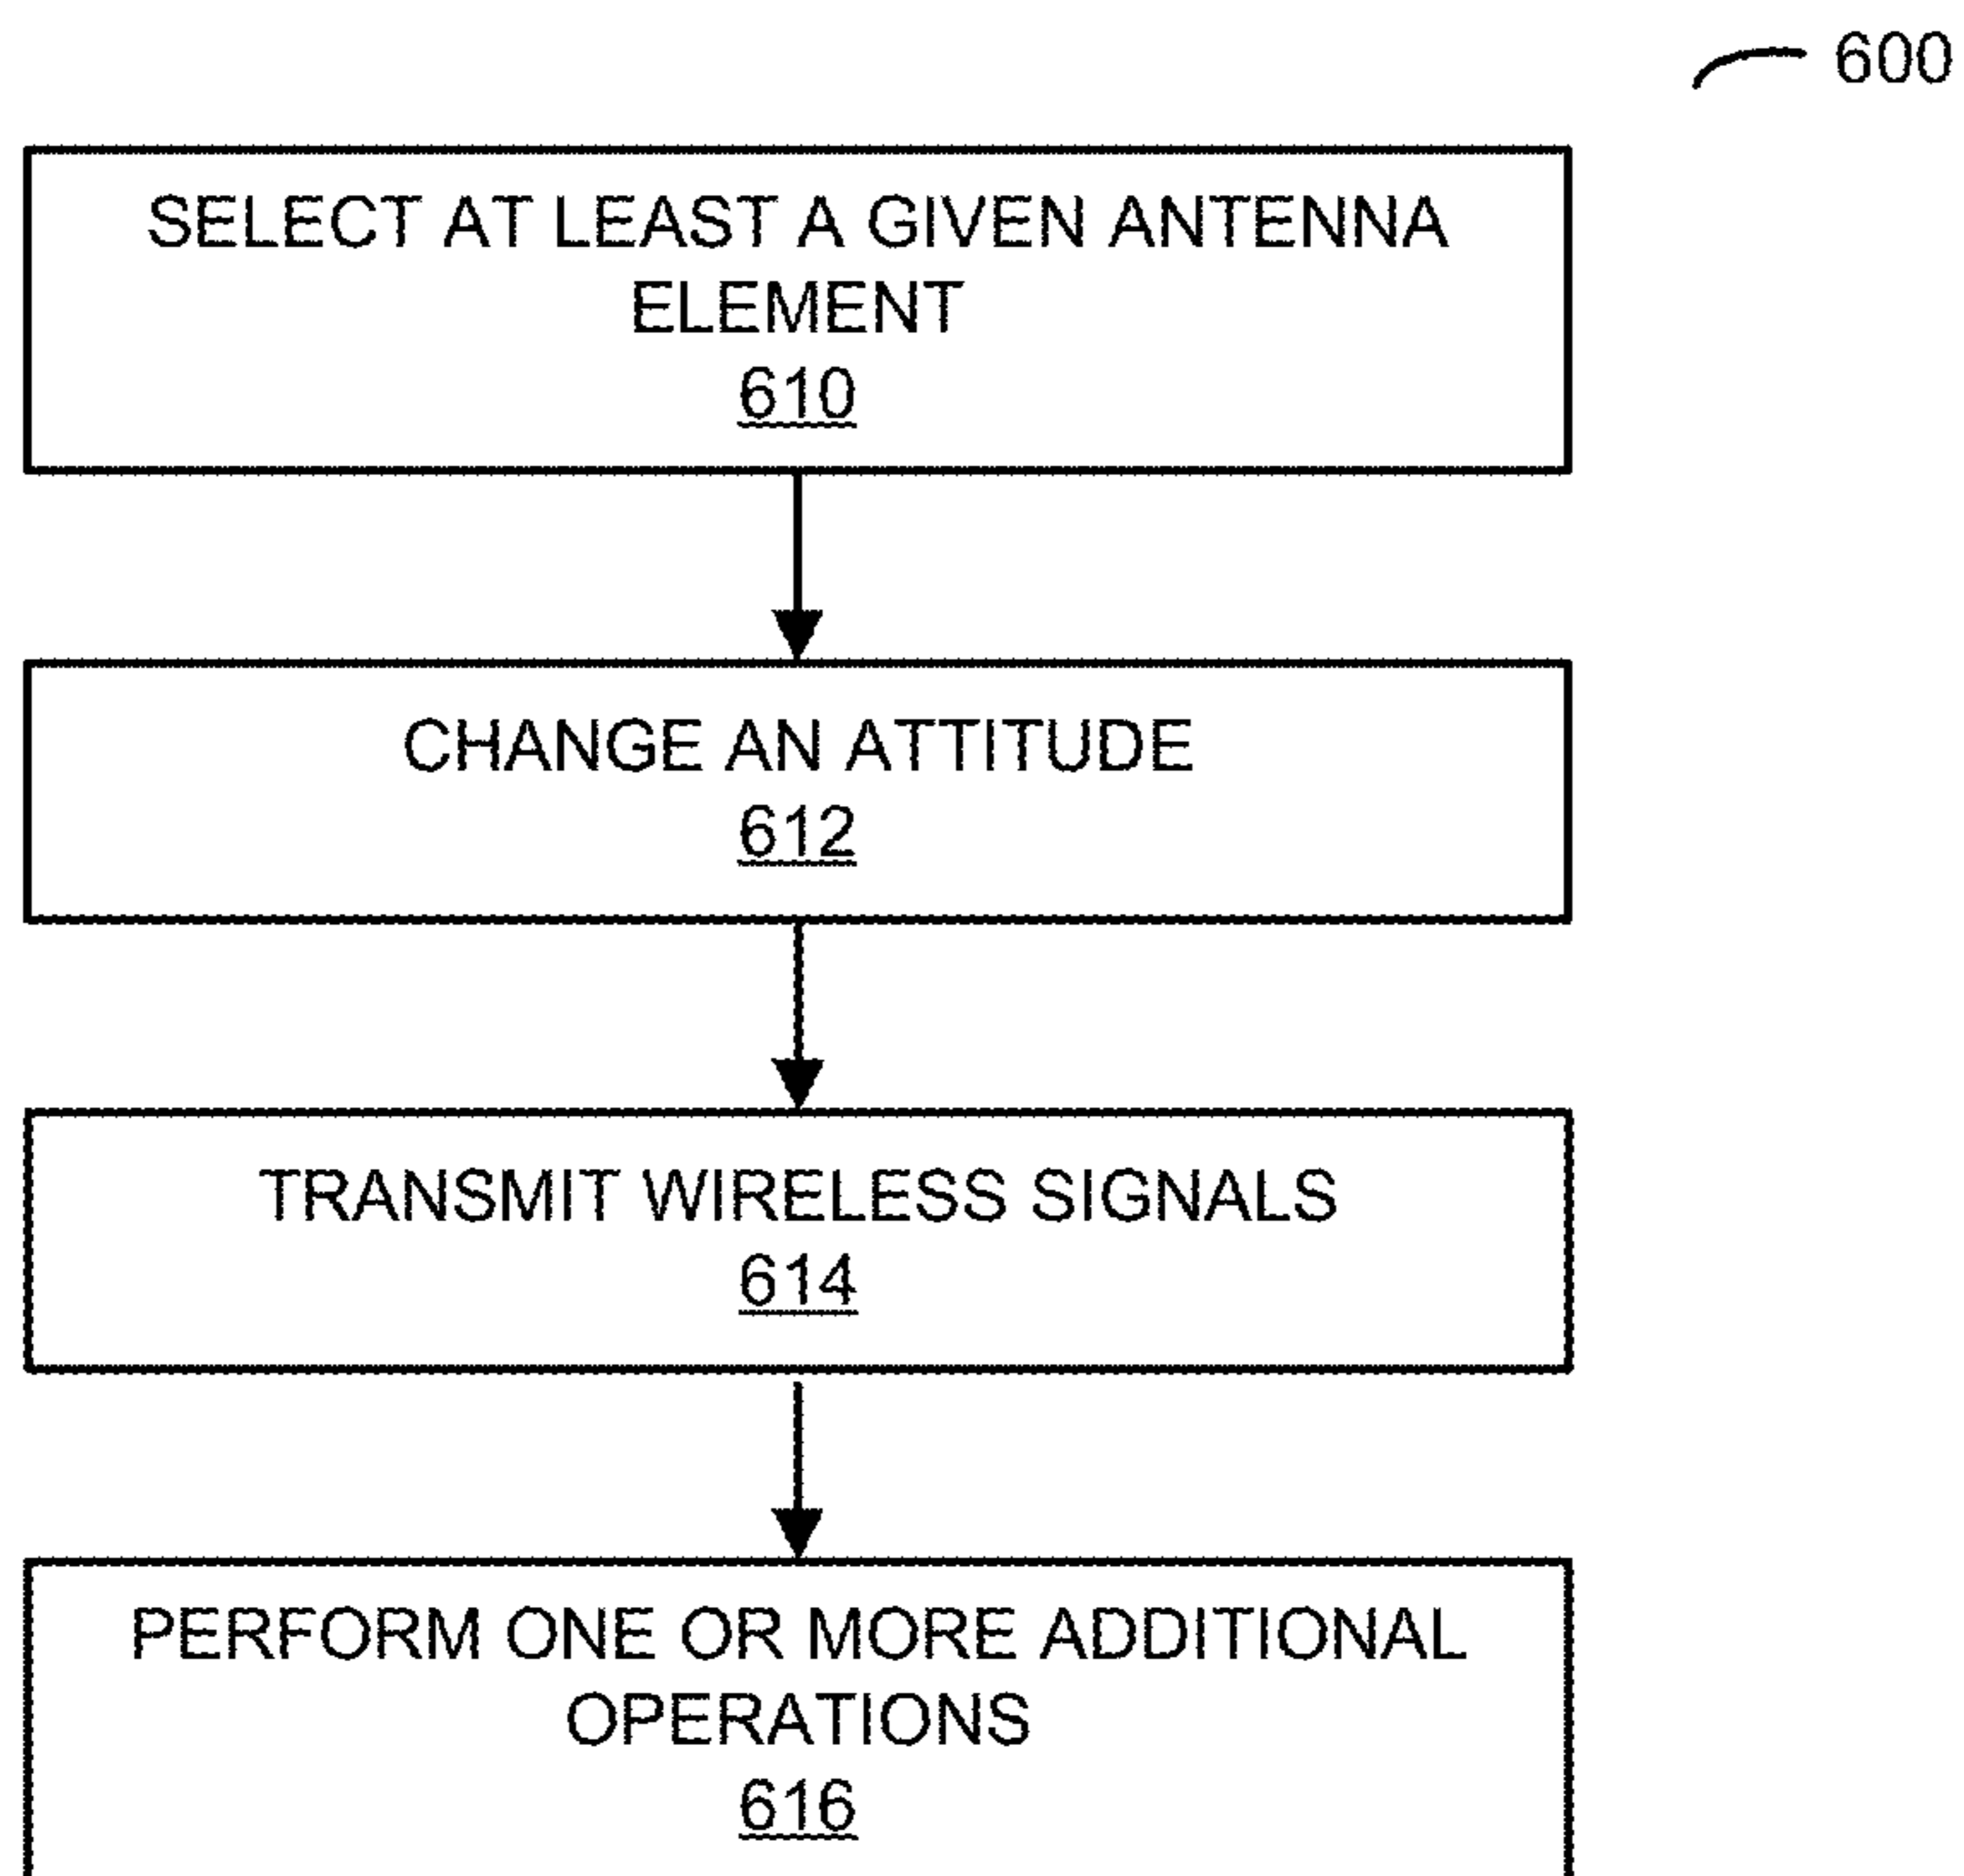 600
SELECT AT LEAST A GIVEN ANTENNA
ELEMENT
610
CHANGE AN ATTITUDE
612
TRANSMIT WIRELESS SIGNALS
614
PERFORM ONE OR MORE ADDITIONAL
OPERATIONS
616